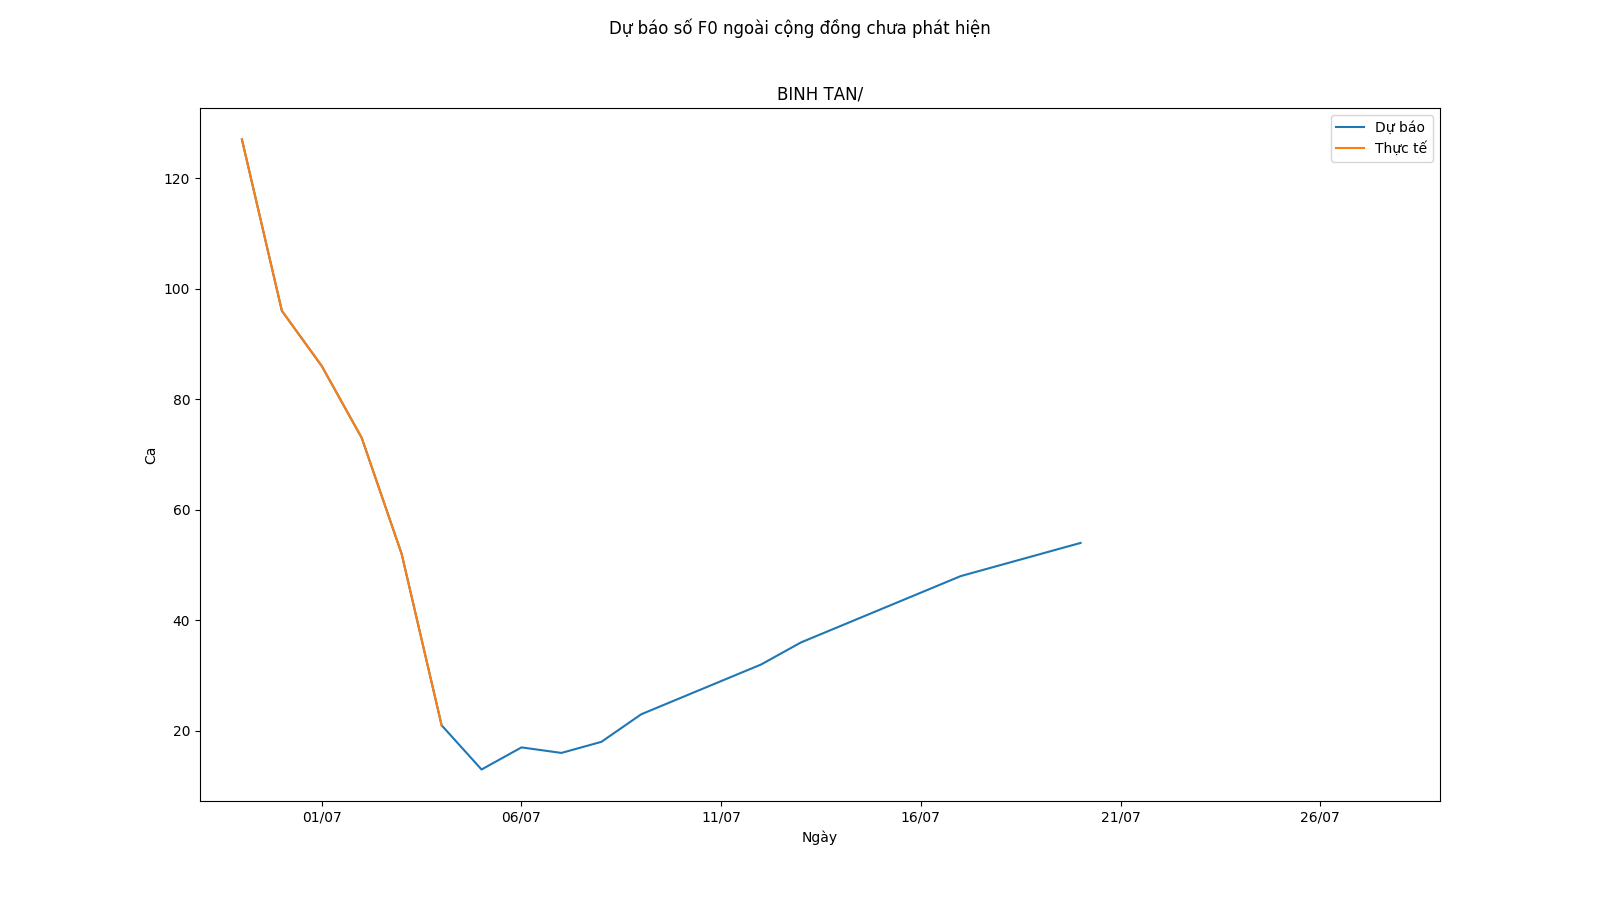 Dự báo số F0 ngoài cộng đồng chưa phát hiện
BINH TAN/
Dự báo
Thực tế
120
100
80
60
40
20
Ca
01/07
06/07
11/07
16/07
21/07
26/07
Ngày